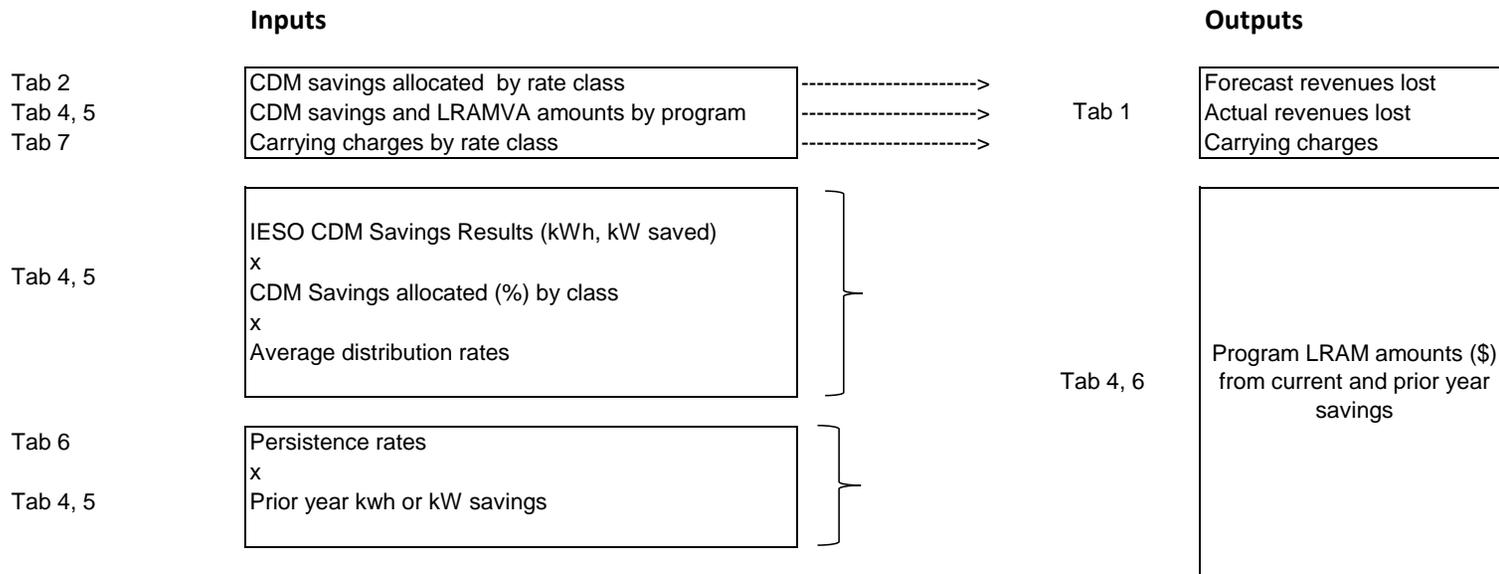 Inputs
Outputs
Tab 2
CDM savings allocated  by rate class
---------------------->
Forecast revenues lost
Tab 4, 5
CDM savings and LRAMVA amounts by program
---------------------->
Tab 1
Actual revenues lost
Tab 7
Carrying charges by rate class
---------------------->
Carrying charges
Tab 4, 5
IESO CDM Savings Results (kWh, kW saved)
x
CDM Savings allocated (%) by class
x
Average distribution rates
Tab 6
Persistence rates
x
Tab 4, 5
Prior year kwh or kW savings
Tab 4, 6
Program LRAM amounts ($)
from current and prior year
savings